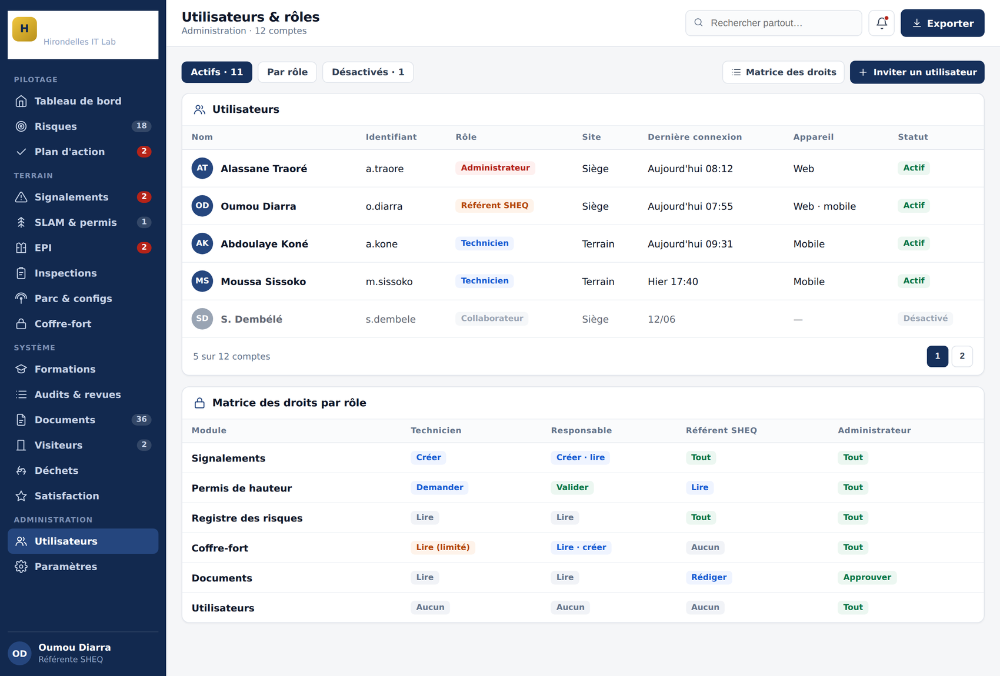 H
Hirondelles IT Lab
PILOTAGE
Tableau de bord
Risques 18
Plan d'action 2
TERRAIN
Signalements 2
SLAM & permis 1
EPI 2
Inspections
Parc & configs
Coffre-fort
SYSTÈME
Formations
Audits & revues
Documents 36
Visiteurs 2
Déchets
Satisfaction
ADMINISTRATION
Utilisateurs
Paramètres
OD Oumou Diarra
Référente SHEQ
Utilisateurs & rôles
Administration · 12 comptes
Rechercher partout…
Exporter
Actifs · 11 Par rôle Désactivés · 1 Matrice des droits Inviter un utilisateur
Utilisateurs
Nom Identifiant Rôle Site Dernière connexion Appareil Statut
AT Alassane Traoré a.traore Administrateur Siège Aujourd'hui 08:12 Web Actif
OD Oumou Diarra o.diarra Référent SHEQ Siège Aujourd'hui 07:55 Web · mobile Actif
AK Abdoulaye Koné a.kone Technicien Terrain Aujourd'hui 09:31 Mobile Actif
MS Moussa Sissoko m.sissoko Technicien Terrain Hier 17:40 Mobile Actif
SD S. Dembélé s.dembele Collaborateur Siège 12/06 — Désactivé
5 sur 12 comptes 1 2
Matrice des droits par rôle
Module Technicien Responsable Référent SHEQ Administrateur
Signalements Créer Créer · lire Tout Tout
Permis de hauteur Demander Valider Lire Tout
Registre des risques Lire Lire Tout Tout
Coffre-fort Lire (limité) Lire · créer Aucun Tout
Documents Lire Lire Rédiger Approuver
Utilisateurs Aucun Aucun Aucun Tout